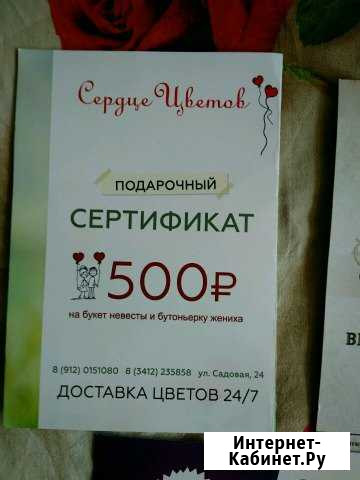 Сердце Цветов
ПОДАРОЧНЫЙ
СЕРТИФИКАТ
500₽
на букет невесты и бутоньерку жениха
8 (912) 0151080 8 (3412) 235858 ул. Садовая, 24
ДОСТАВКА ЦВЕТОВ 24/7
Интернет-
Кабинет.Ру